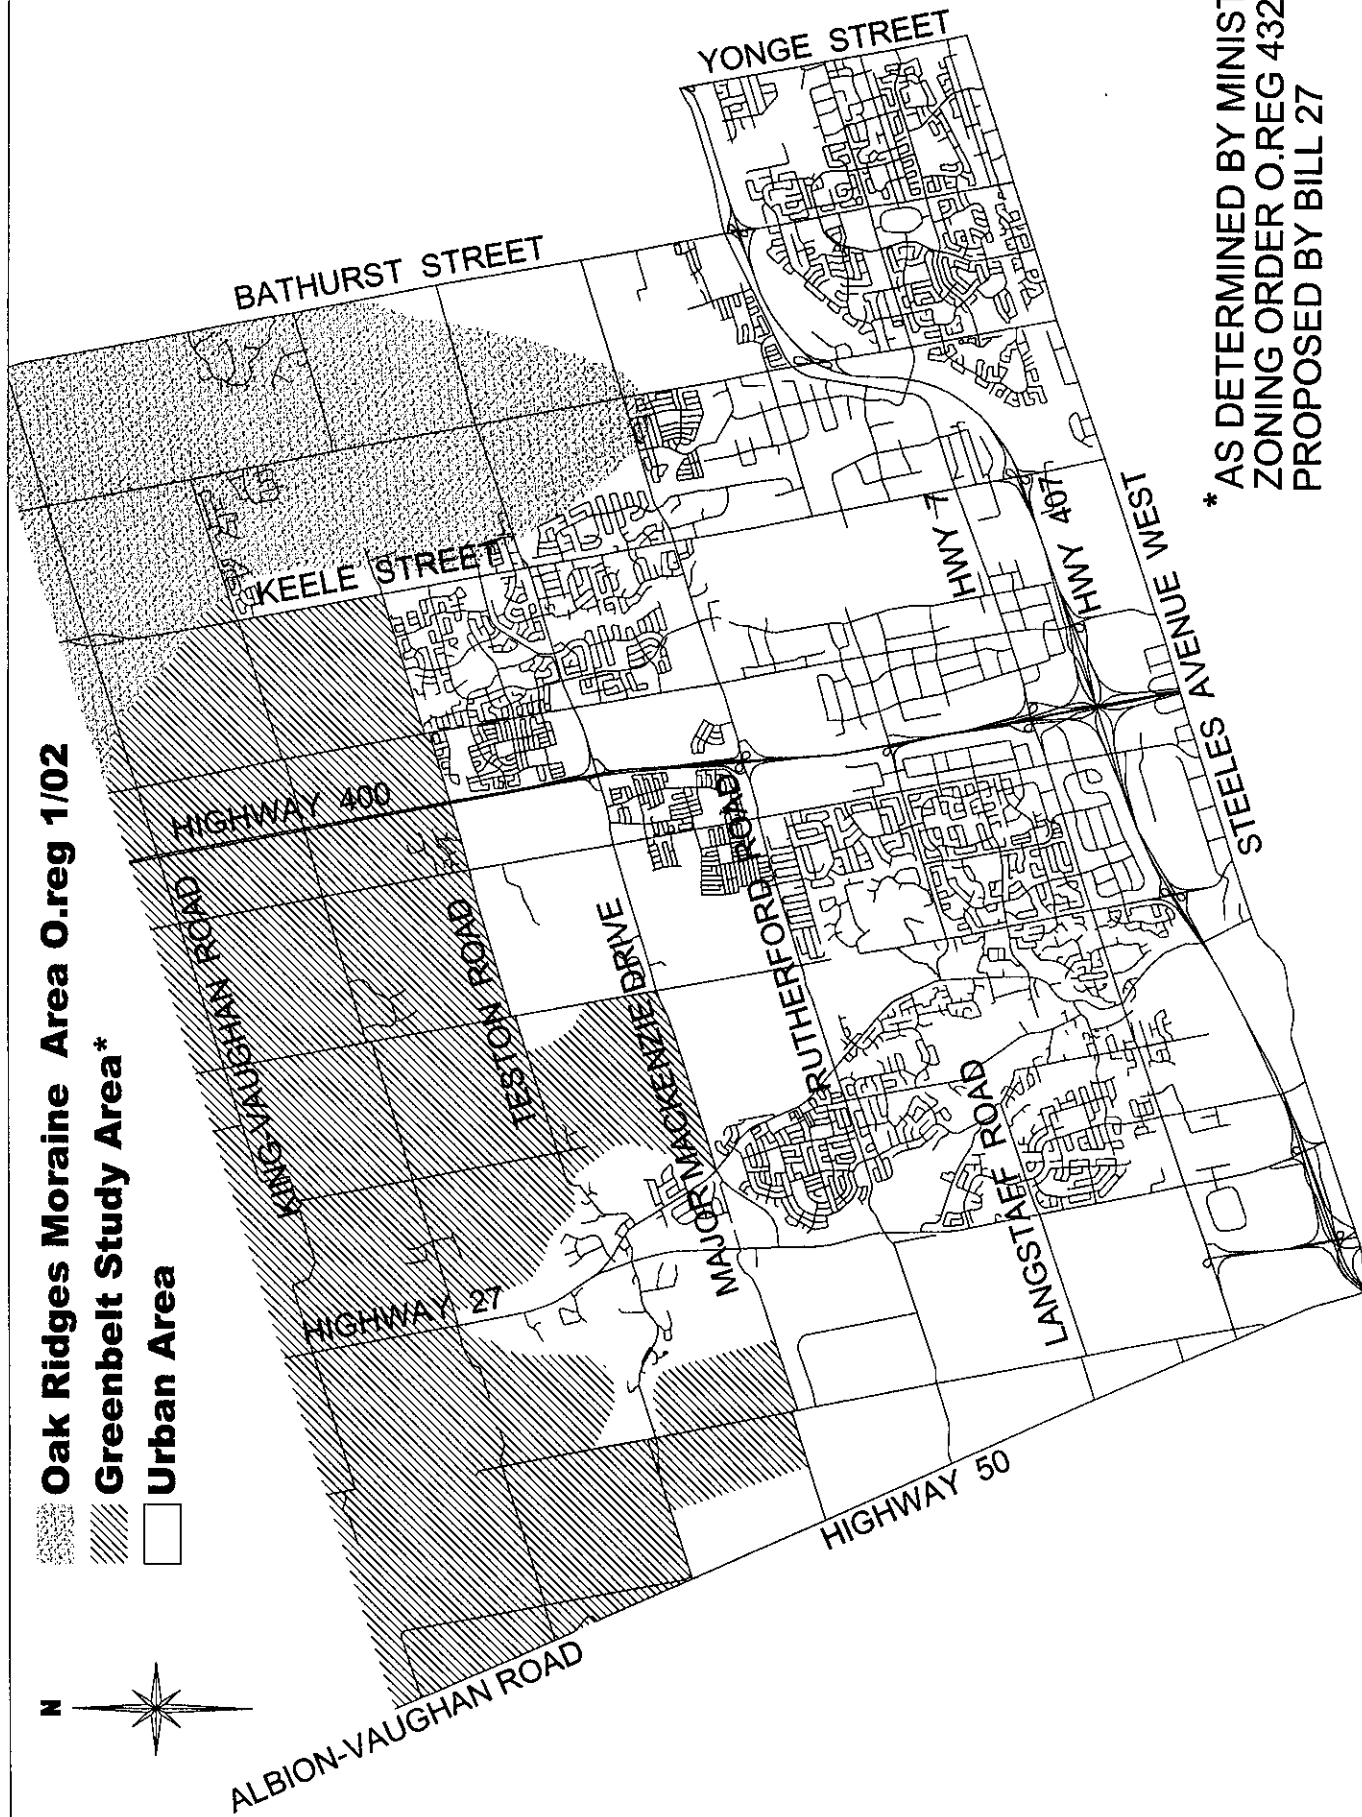 Oak Ridges Moraine Area O.reg 1/02
Greenbelt Study Area*
Urban Area
N
ALBION-VAUGHAN ROAD
KING-VAUGHAN ROAD
HIGHWAY 400
KEELE STREET
BATHURST STREET
YONGE STREET
HIGHWAY 27
TESTON ROAD
MAJOR MACKENZIE DRIVE
RUTHERFORD ROAD
LANGSTAFF ROAD
HIGHWAY 50
HWY 7
HWY 407
STEELES AVENUE WEST
* AS DETERMINED BY MINIST
ZONING ORDER O.REG 432
PROPOSED BY BILL 27